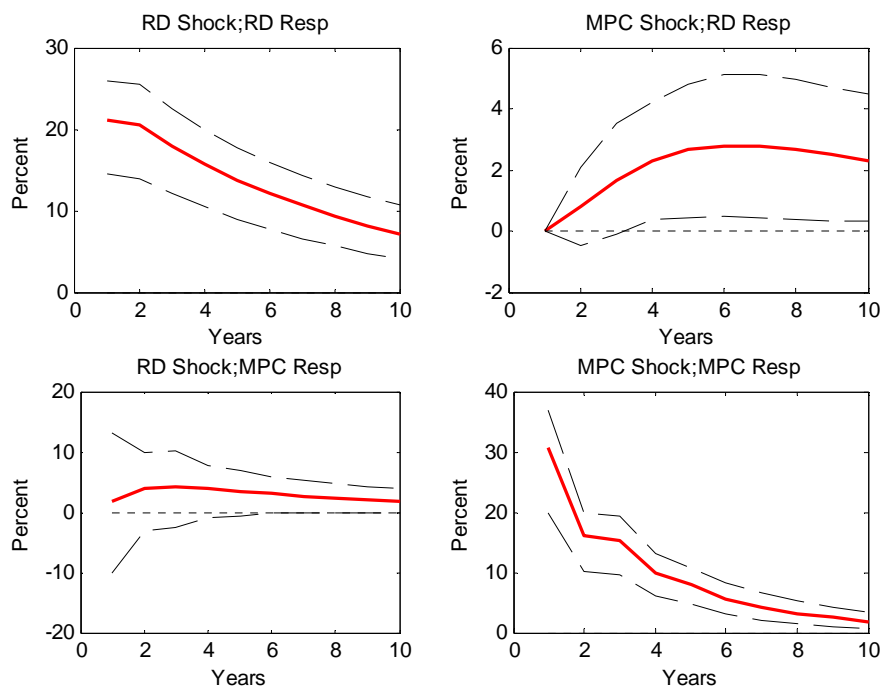 RD Shock;RD Resp
30
20
10
0
Percent
0 2 4 6 8 10
Years
MPC Shock;RD Resp
6
4
2
0
-2
Percent
0 2 4 6 8 10
Years
RD Shock;MPC Resp
20
10
0
-10
-20
Percent
0 2 4 6 8 10
Years
MPC Shock;MPC Resp
40
30
20
10
0
Percent
0 2 4 6 8 10
Years